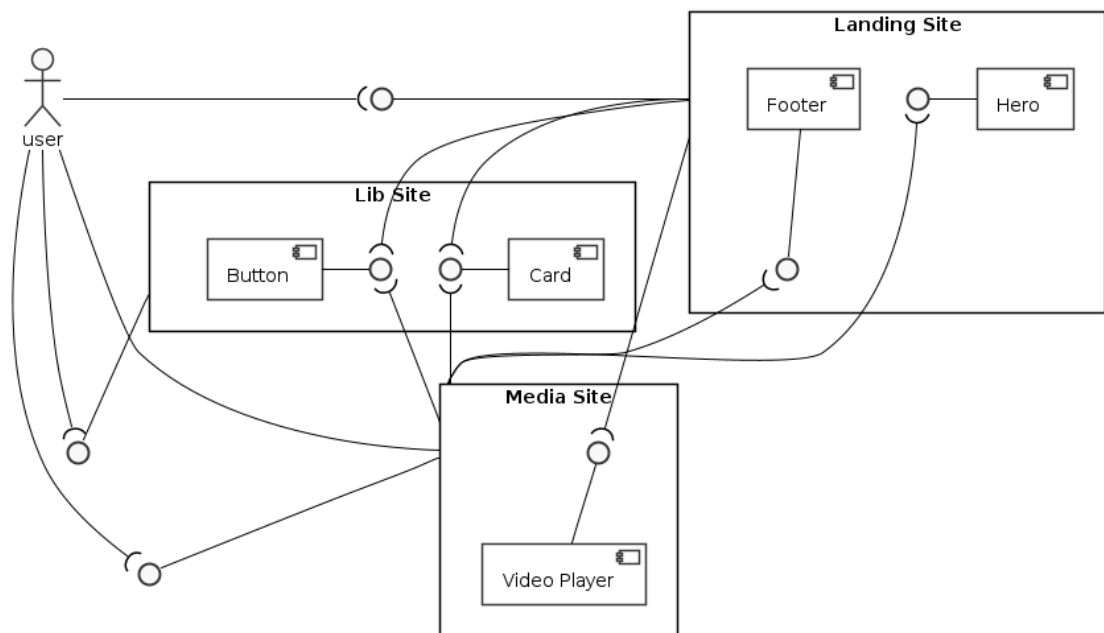 Landing Site
Footer
Hero
user
Lib Site
Button
Card
Media Site
Video Player